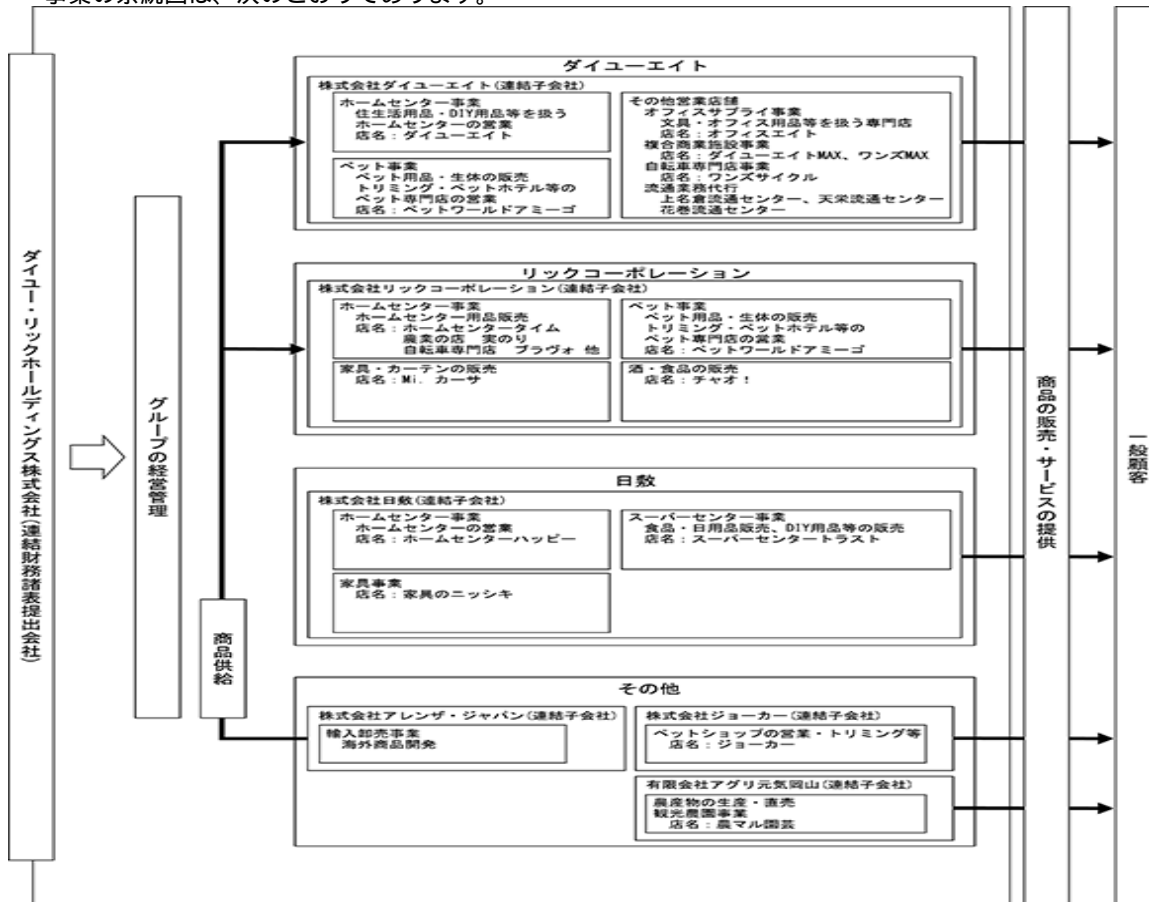 事業の系統図は、次のとおりであります。
ダイユー・リックホールディングス株式会社(連結財務諸表提出会社)
グループの経営管理
商品供給
ダイユーエイト
株式会社ダイユーエイト(連結子会社)
ホームセンター事業
住生活用品・DIY用品等を扱う
ホームセンターの営業
店名:ダイユーエイト
ペット事業
ペット用品・生体の販売
トリミング・ペットホテル等の
ペット専門店の営業
店名:ペットワールドアミーゴ
その他営業店舗
オフィスサプライ事業
文具・オフィス用品等を扱う専門店
店名:オフィスエイト
複合商業施設事業
店名:ダイユーエイトMAX、ワンズMAX
自転車専門店事業
店名:ワンズサイクル
流通業務代行
上名倉流通センター、天栄流通センター
花巻流通センター
リックコーポレーション
株式会社リックコーポレーション(連結子会社)
ホームセンター事業
ホームセンター用品販売
店名:ホームセンタータイム
農業の店 実のり
自転車専門店 ブラヴォ 他
ペット事業
ペット用品・生体の販売
トリミング・ペットホテル等の
ペット専門店の営業
店名:ペットワールドアミーゴ
家具・カーテンの販売
店名:Mi. カーサ
酒・食品の販売
店名:チャオ!
日敷
株式会社日敷(連結子会社)
ホームセンター事業
ホームセンターの営業
店名:ホームセンターハッピー
スーパーセンター事業
食品・日用品販売、DIY用品等の販売
店名:スーパーセンタートラスト
家具事業
店名:家具のニッシキ
その他
株式会社アレンザ・ジャパン(連結子会社)
輸入卸売事業
海外商品開発
株式会社ジョーカー(連結子会社)
ペットショップの営業・トリミング等
店名:ジョーカー
有限会社アグリ元気岡山(連結子会社)
農産物の生産・直売
観光農園事業
店名:農マル園芸
商品の販売・サービスの提供
一般顧客